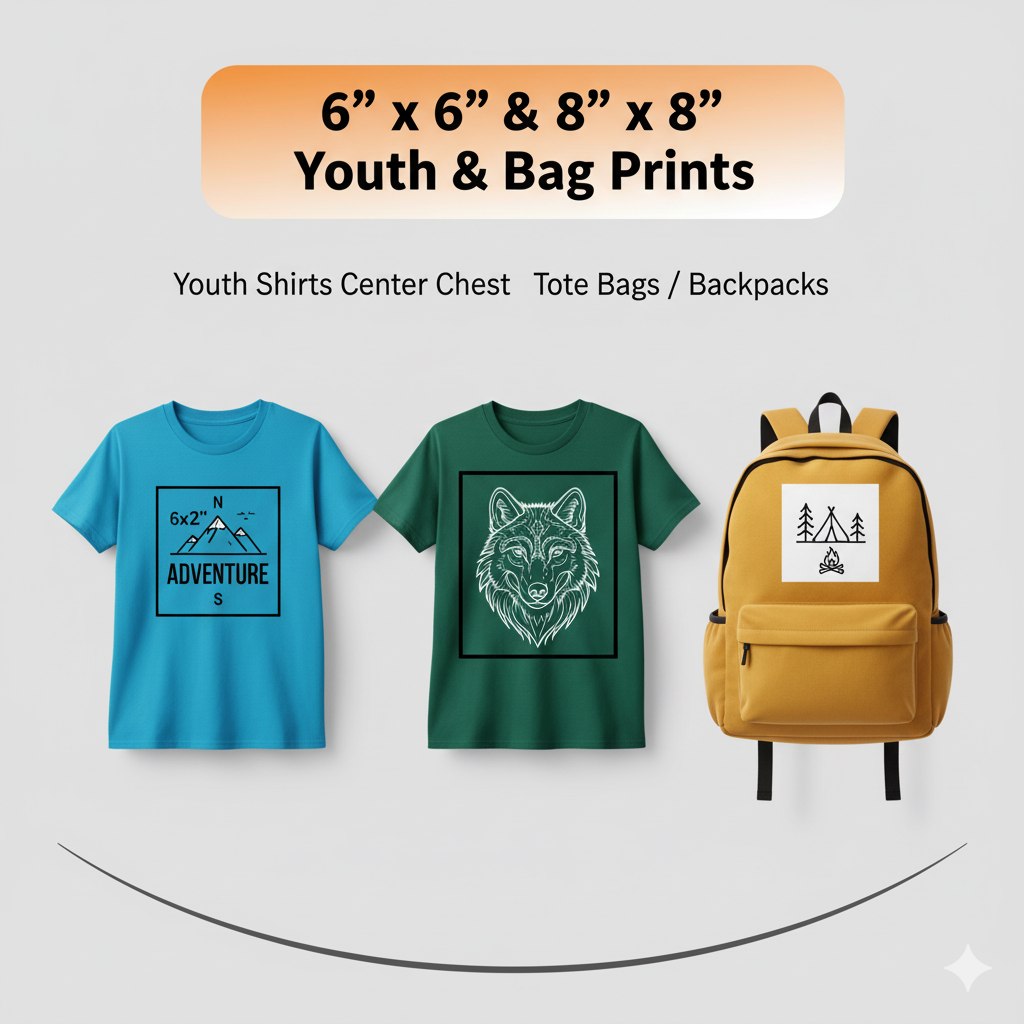 6” x 6” & 8” x 8”
Youth & Bag Prints
Youth Shirts Center Chest   Tote Bags / Backpacks
N
6x2"
ADVENTURE
S